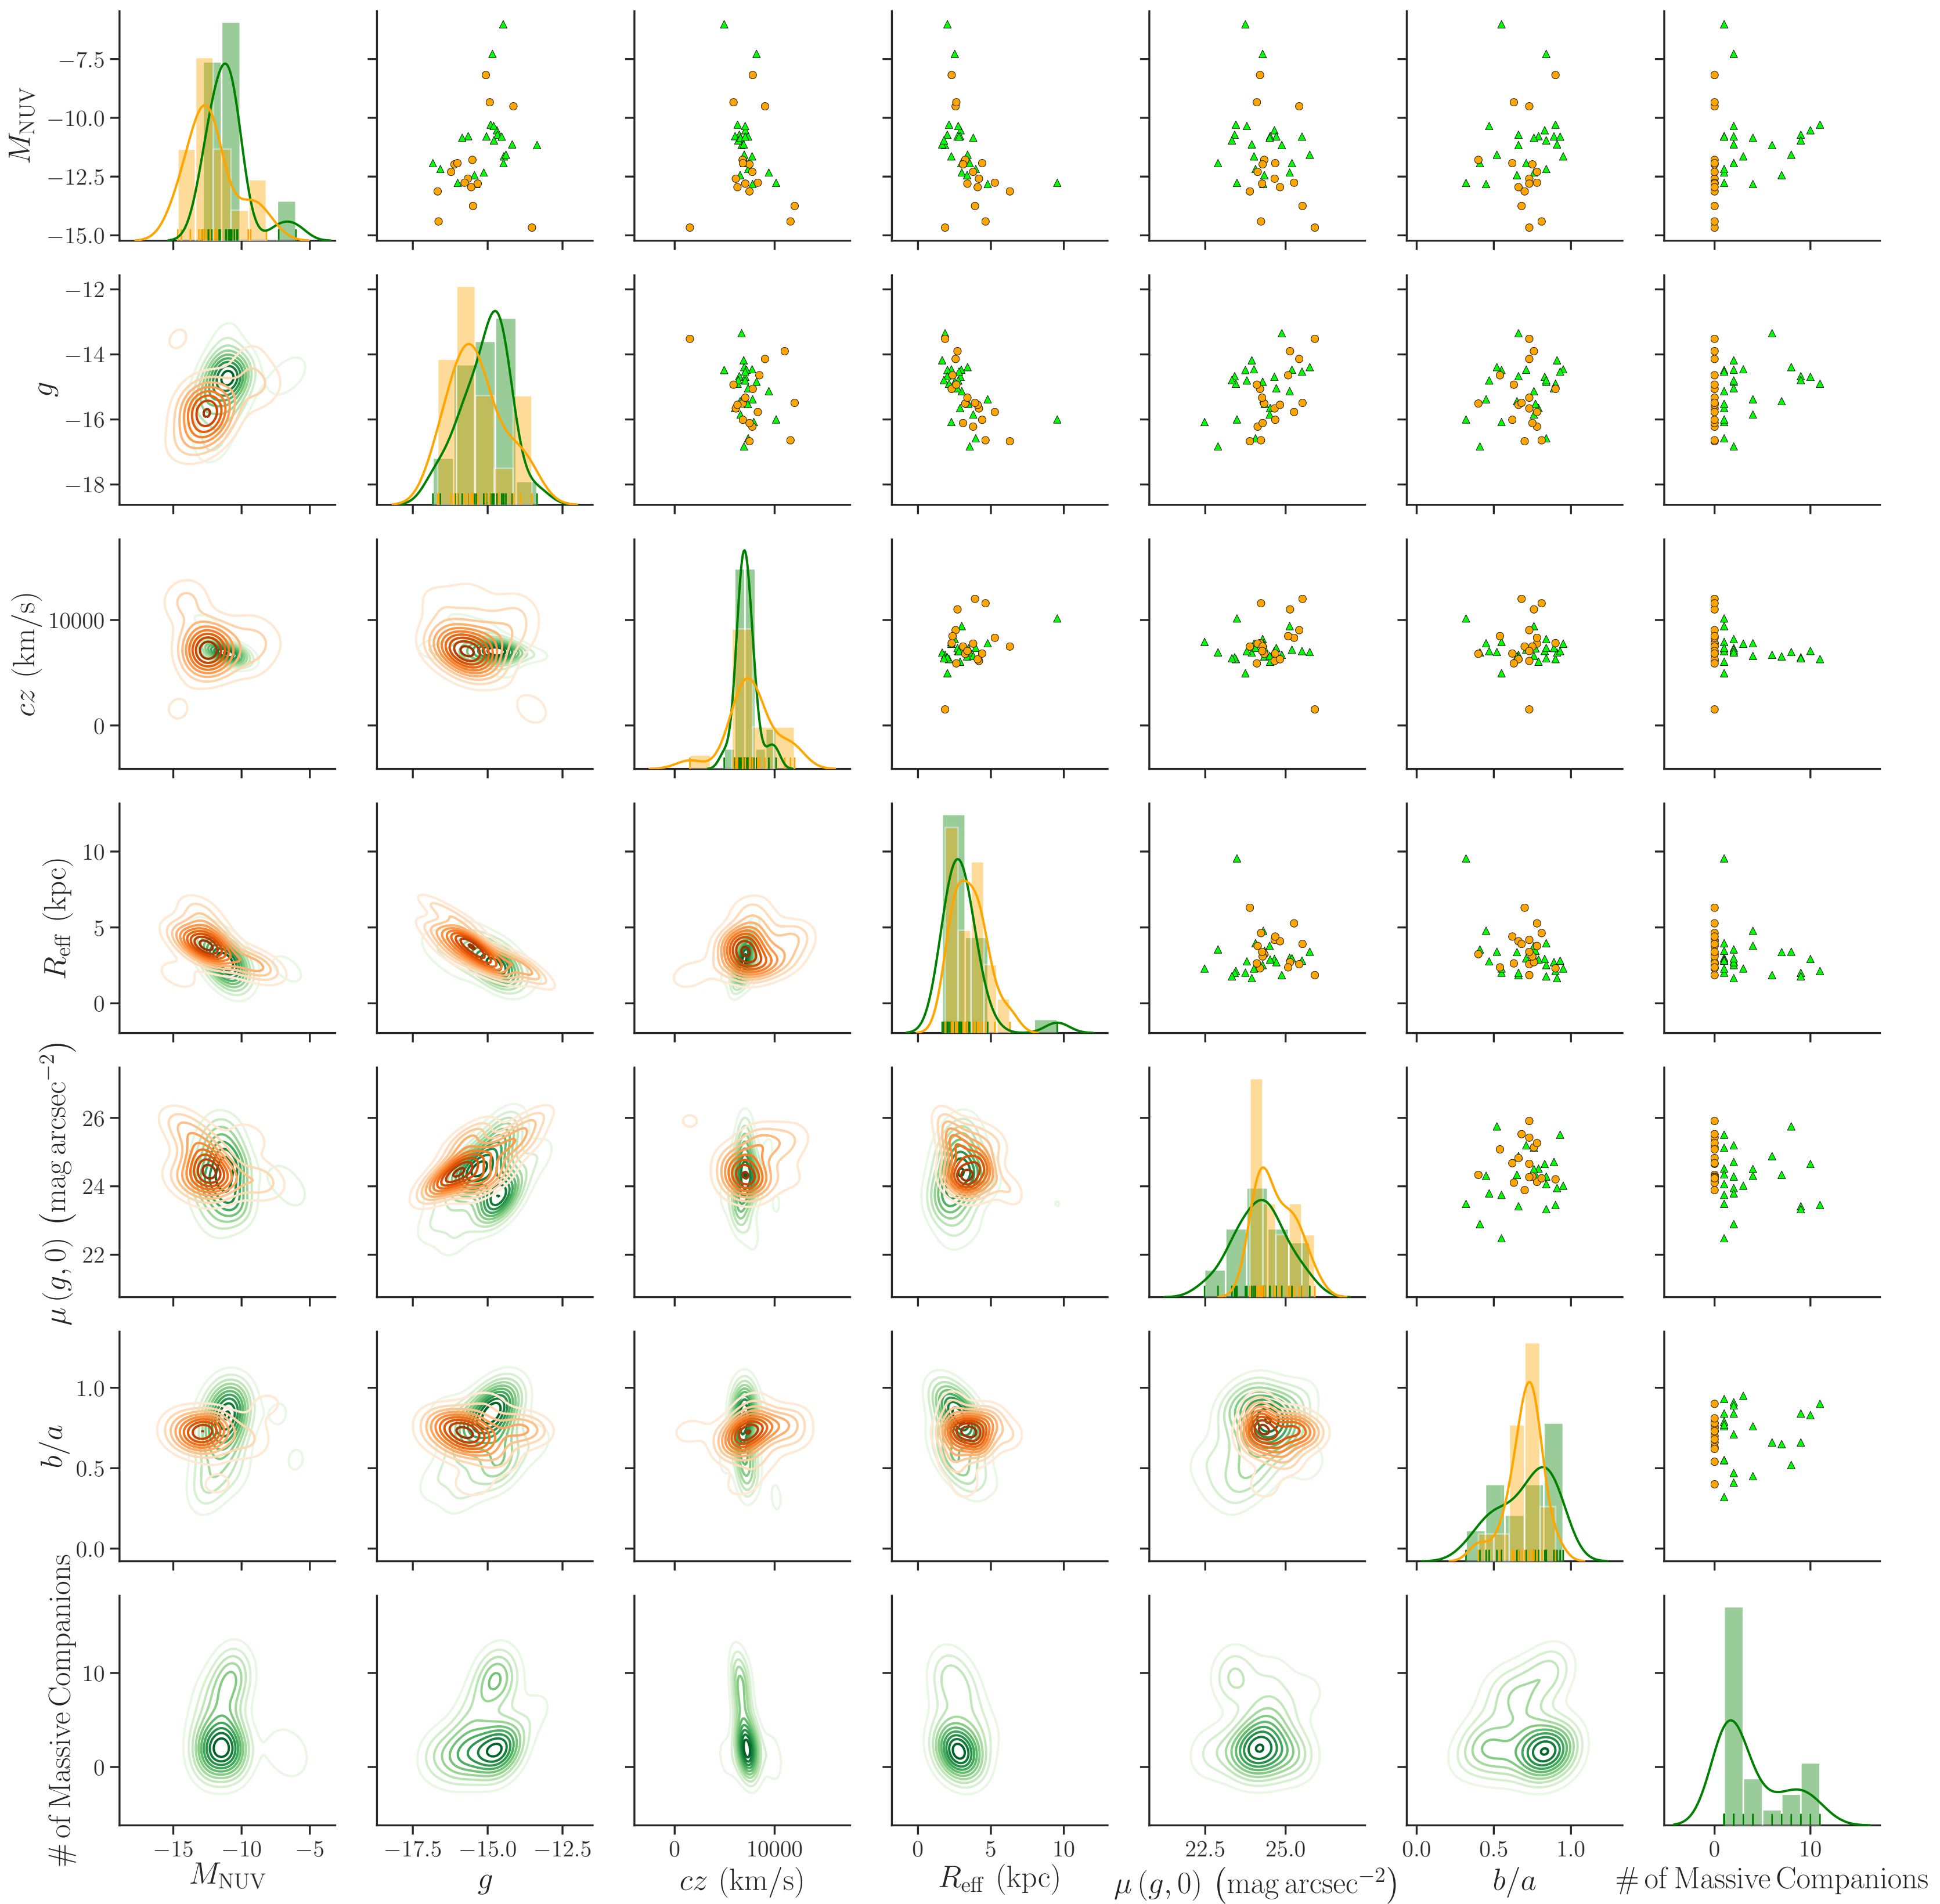 −7.5
−10.0
−12.5
−15.0
M_NUV
−12
−14
−16
−18
g
10000
0
cz (km/s)
10
5
0
R_eff (kpc)
26
24
22
μ (g, 0) (mag arcsec⁻²)
1.0
0.5
0.0
b/a
10
0
# of Massive Companions
−15 −10 −5
−17.5 −15.0 −12.5
0 10000
0 5 10
22.5 25.0
0.0 0.5 1.0
0 10
M_NUV
g
cz (km/s)
R_eff (kpc)
μ (g, 0) (mag arcsec⁻²)
b/a
# of Massive Companions